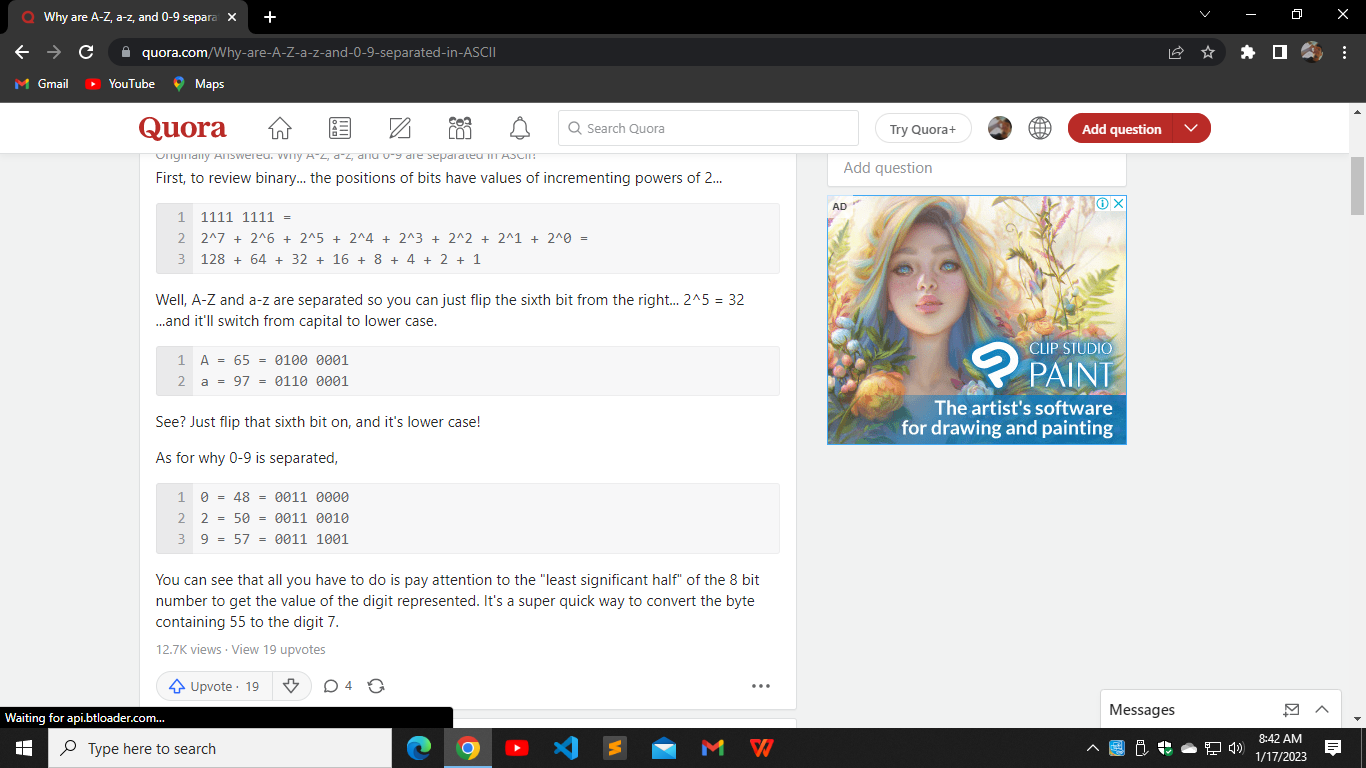 Why are A-Z, a-z, and 0-9 separa
quora.com/Why-are-A-Z-a-z-and-0-9-separated-in-ASCII
Gmail YouTube Maps
Quora
Search Quora
Try Quora+
Add question
Originally Answered: Why A-Z, a-z, and 0-9 are separated in ASCII?
Add question
First, to review binary... the positions of bits have values of incrementing powers of 2...
1 1111 1111 =
2 2^7 + 2^6 + 2^5 + 2^4 + 2^3 + 2^2 + 2^1 + 2^0 =
3 128 + 64 + 32 + 16 + 8 + 4 + 2 + 1
Well, A-Z and a-z are separated so you can just flip the sixth bit from the right... 2^5 = 32
...and it'll switch from capital to lower case.
1 A = 65 = 0100 0001
2 a = 97 = 0110 0001
See? Just flip that sixth bit on, and it's lower case!
As for why 0-9 is separated,
1 0 = 48 = 0011 0000
2 2 = 50 = 0011 0010
3 9 = 57 = 0011 1001
You can see that all you have to do is pay attention to the "least significant half" of the 8 bit
number to get the value of the digit represented. It's a super quick way to convert the byte
containing 55 to the digit 7.
12.7K views · View 19 upvotes
Upvote · 19
4
AD
CLIP STUDIO
PAINT
The artist's software
for drawing and painting
Messages
Waiting for api.btloader.com...
Type here to search
8:42 AM
1/17/2023